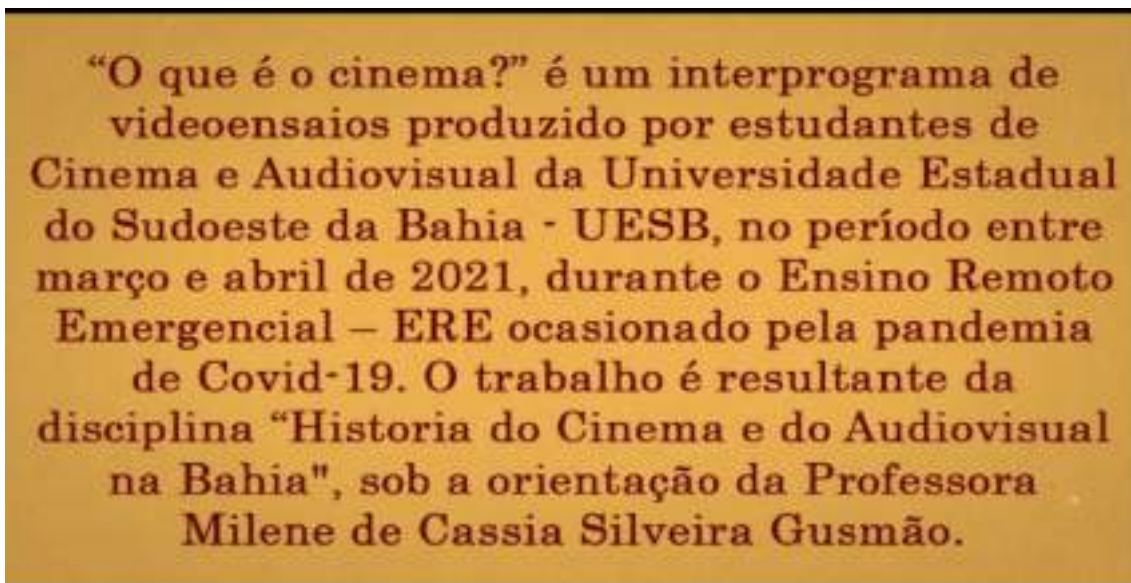 “O que é o cinema?” é um interprograma de
videoensaios produzido por estudantes de
Cinema e Audiovisual da Universidade Estadual
do Sudoeste da Bahia - UESB, no período entre
março e abril de 2021, durante o Ensino Remoto
Emergencial – ERE ocasionado pela pandemia
de Covid-19. O trabalho é resultante da
disciplina “Historia do Cinema e do Audiovisual
na Bahia", sob a orientação da Professora
Milene de Cassia Silveira Gusmão.